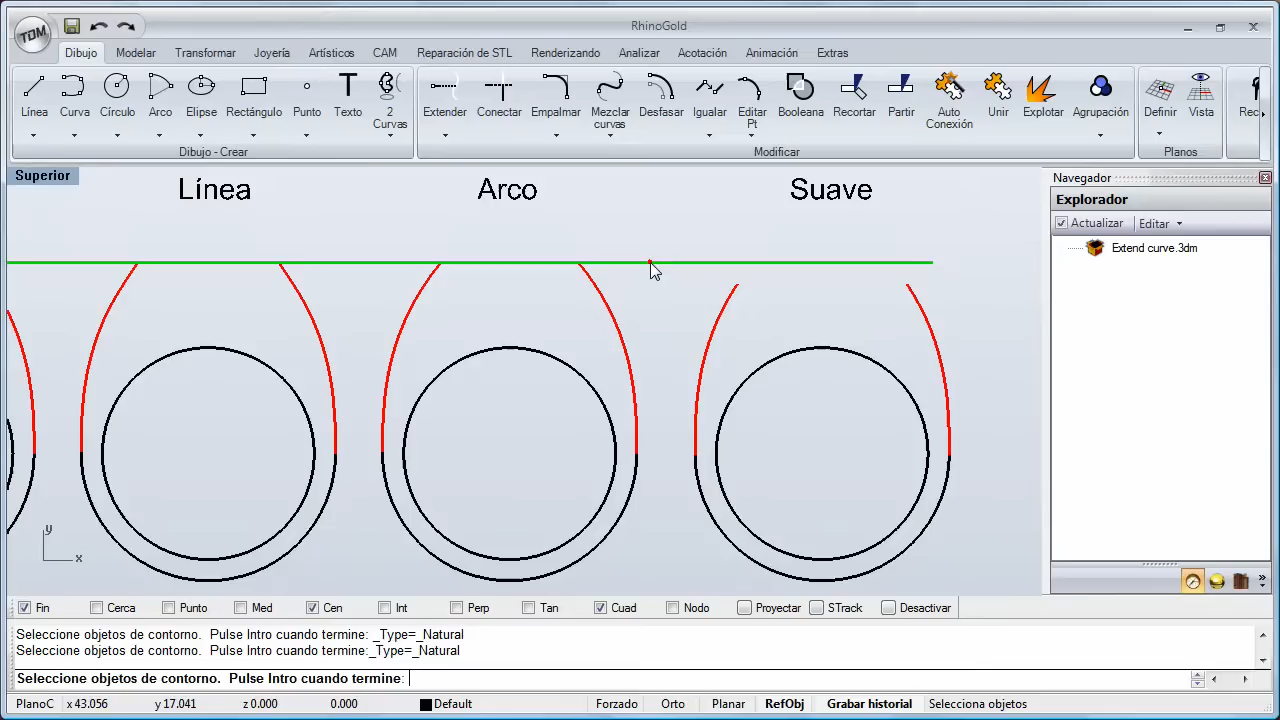 TDM
RhinoGold
Dibujo Modelar Transformar Joyería Artísticos CAM Reparación de STL Renderizando Analizar Acotación Animación Extras
Línea Curva Círculo Arco Elipse Rectángulo Punto Texto 2 Curvas Extender Conectar Empalmar Mezclar curvas Desfasar Igualar Editar Pt Booleana Recortar Partir Auto Conexión Unir Explotar Agrupación Definir Vista
Dibujo - Crear Modificar Planos
Superior
Línea Arco Suave
Navegador
Explorador
Actualizar Editar
Extend curve.3dm
y
x
Fin Cerca Punto Med Cen Int Perp Tan Cuad Nodo Proyectar STrack Desactivar
Seleccione objetos de contorno. Pulse Intro cuando termine: _Type=_Natural
Seleccione objetos de contorno. Pulse Intro cuando termine:_Type=_Natural
Seleccione objetos de contorno. Pulse Intro cuando termine:
PlanoC x 43.056 y 17.041 z 0.000 0.000 Default Forzado Orto Planar RefObj Grabar historial Selecciona objetos